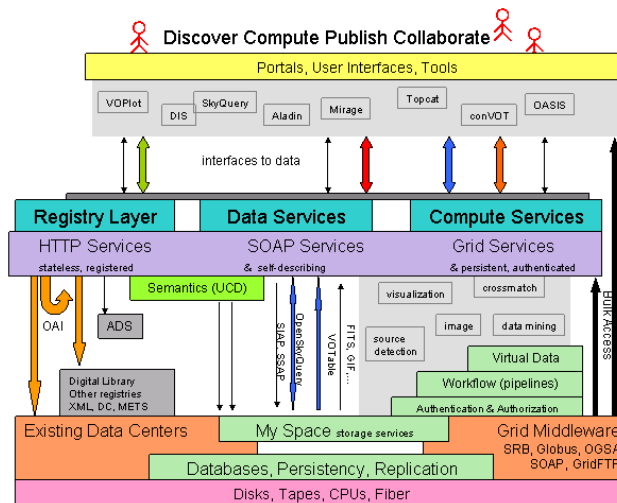 Discover Compute Publish Collaborate
Portals, User Interfaces, Tools
VOPlot
DIS
SkyQuery
Aladin
Mirage
Topcat
conVOT
OASIS
interfaces to data
Registry Layer
Data Services
Compute Services
HTTP Services
SOAP Services
Grid Services
stateless, registered
& self-describing
& persistent, authenticated
Semantics (UCD)
OAI
ADS
SIAP, SSAP
OpenSkyQuery
VOTable
FITS, GIF,...
visualization
crossmatch
image
data mining
source
detection
Bulk Access
Virtual Data
Workflow (pipelines)
Authentication & Authorization
Digital Library
Other registries
XML, DC, METS
Existing Data Centers
My Space storage services
Grid Middleware
SRB, Globus, OGSA
SOAP, GridFTP
Databases, Persistency, Replication
Disks, Tapes, CPUs, Fiber